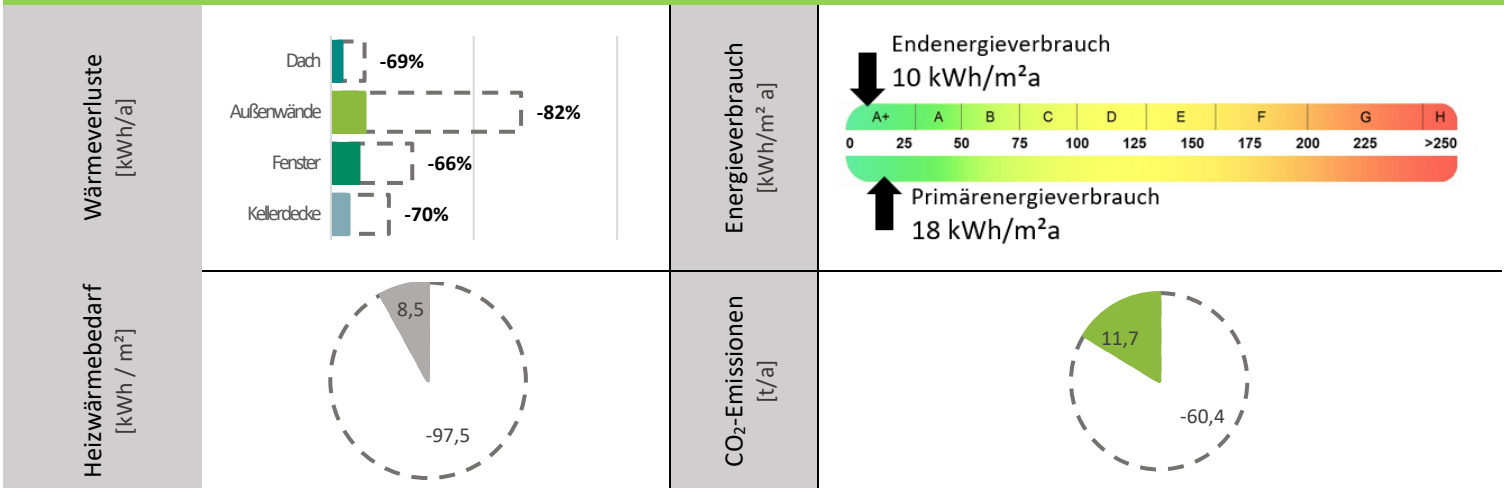 Wärmeverluste
[kWh/a]
Dach
-69%
Außenwände
-82%
Fenster
-66%
Kellerdecke
-70%
Energieverbrauch
[kWh/m² a]
Endenergieverbrauch
10 kWh/m²a
A+ A B C D E F G H
0 25 50 75 100 125 150 175 200 225 >250
Primärenergieverbrauch
18 kWh/m²a
Heizwärmebedarf
[kWh / m²]
8,5
-97,5
CO₂-Emissionen
[t/a]
11,7
-60,4